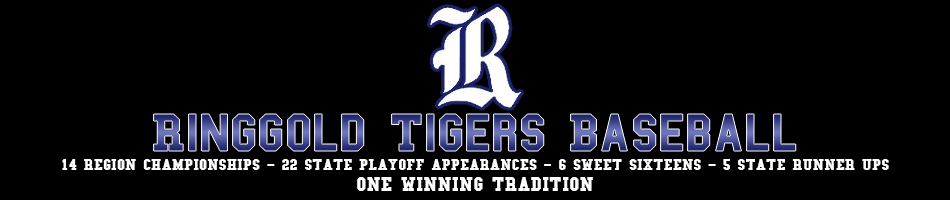 R
RINGGOLD TIGERS BASEBALL
14 REGION CHAMPIONSHIPS - 22 STATE PLAYOFF APPEARANCES - 6 SWEET SIXTEENS - 5 STATE RUNNER UPS
ONE WINNING TRADITION